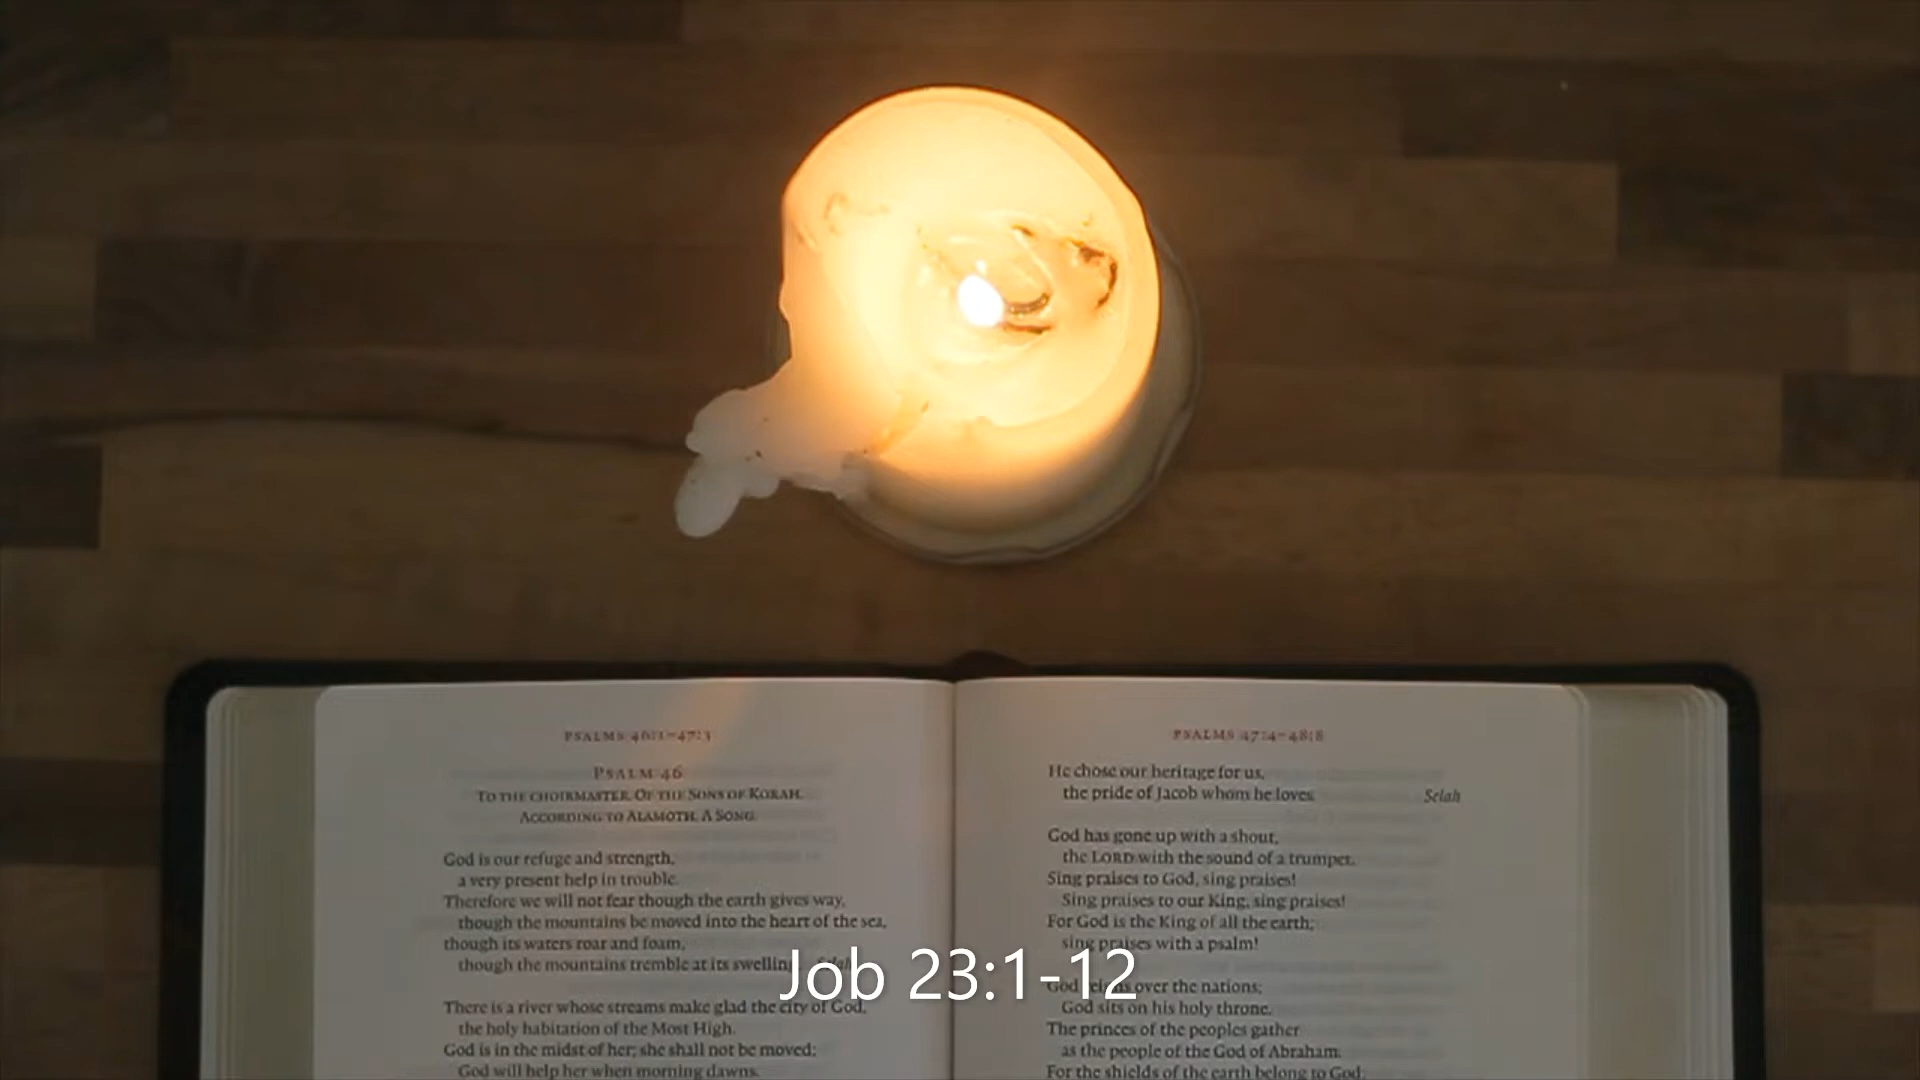 PSALMS 46:1–47:3
PSALM 46
TO THE CHOIRMASTER. OF THE SONS OF KORAH.
ACCORDING TO ALAMOTH. A SONG.
God is our refuge and strength,
a very present help in trouble.
Therefore we will not fear though the earth gives way,
though the mountains be moved into the heart of the sea,
though its waters roar and foam,
though the mountains tremble at its swelling. Selah
There is a river whose streams make glad the city of God,
the holy habitation of the Most High.
God is in the midst of her; she shall not be moved;
God will help her when morning dawns.
PSALMS 47:4–48:8
He chose our heritage for us,
the pride of Jacob whom he loves. Selah
God has gone up with a shout,
the LORD with the sound of a trumpet.
Sing praises to God, sing praises!
Sing praises to our King, sing praises!
For God is the King of all the earth;
sing praises with a psalm!
God reigns over the nations;
God sits on his holy throne.
The princes of the peoples gather
as the people of the God of Abraham.
For the shields of the earth belong to God;
Job 23:1-12